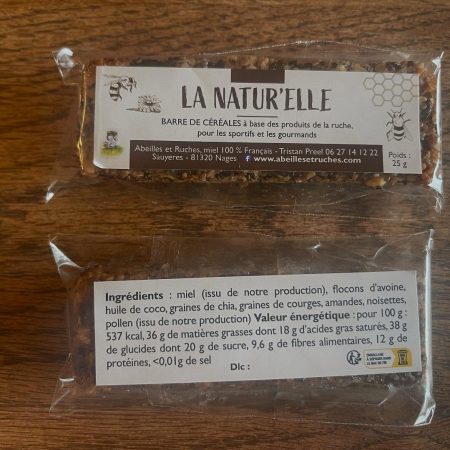 LA NATUR'ELLE
BARRE DE CÉRÉALES à base des produits de la ruche,
pour les sportifs et les gourmands
Abeilles et Ruches, miel 100 % Français - Tristan Preel 06 27 14 12 22
Sauyeres - 81320 Nages f www.abeillesetruches.com
Poids :
25 g
Ingrédients : miel (issu de notre production), flocons d'avoine,
huile de coco, graines de chia, graines de courges, amandes, noisettes,
pollen (issu de notre production) Valeur énergétique : pour 100 g :
537 kcal, 36 g de matières grasses dont 18 g d'acides gras saturés, 38 g
de glucides dont 20 g de sucre, 9,6 g de fibres alimentaires, 12 g de
protéines, <0,01g de sel
Dlc :